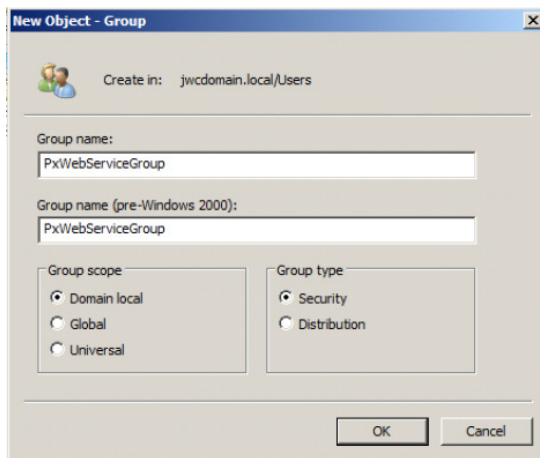 New Object - Group
Create in: jwcdomain.local/Users
Group name:
PxWebServiceGroup
Group name (pre-Windows 2000):
PxWebServiceGroup
Group scope
Domain local
Global
Universal
Group type
Security
Distribution
OK
Cancel